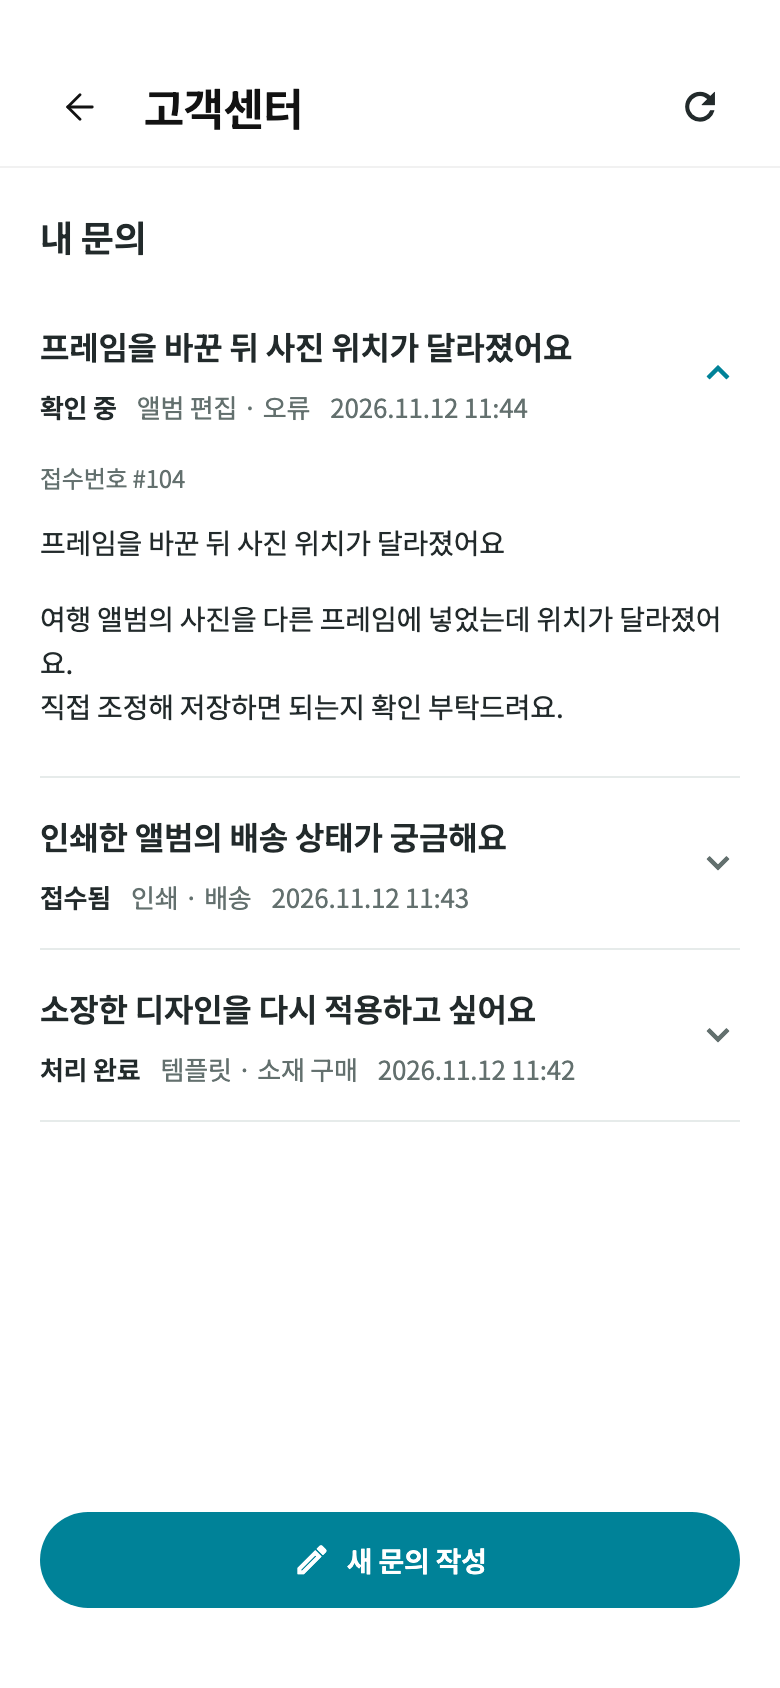 고객센터
내 문의
프레임을 바꾼 뒤 사진 위치가 달라졌어요
확인 중 앨범 편집 · 오류 2026.11.12 11:44
접수번호 #104
프레임을 바꾼 뒤 사진 위치가 달라졌어요
여행 앨범의 사진을 다른 프레임에 넣었는데 위치가 달라졌어
요.
직접 조정해 저장하면 되는지 확인 부탁드려요.
인쇄한 앨범의 배송 상태가 궁금해요
접수됨 인쇄 · 배송 2026.11.12 11:43
소장한 디자인을 다시 적용하고 싶어요
처리 완료 템플릿 · 소재 구매 2026.11.12 11:42
새 문의 작성